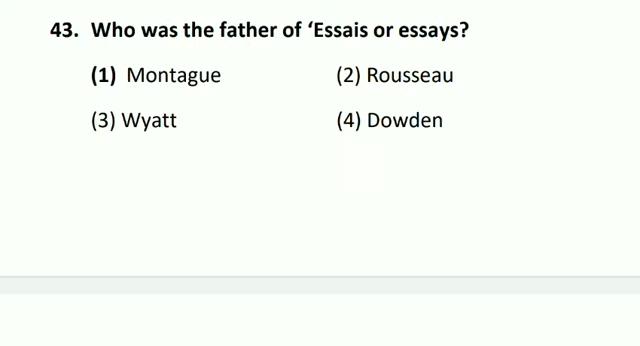 43. Who was the father of ‘Essais or essays?
(1) Montague (2) Rousseau
(3) Wyatt (4) Dowden